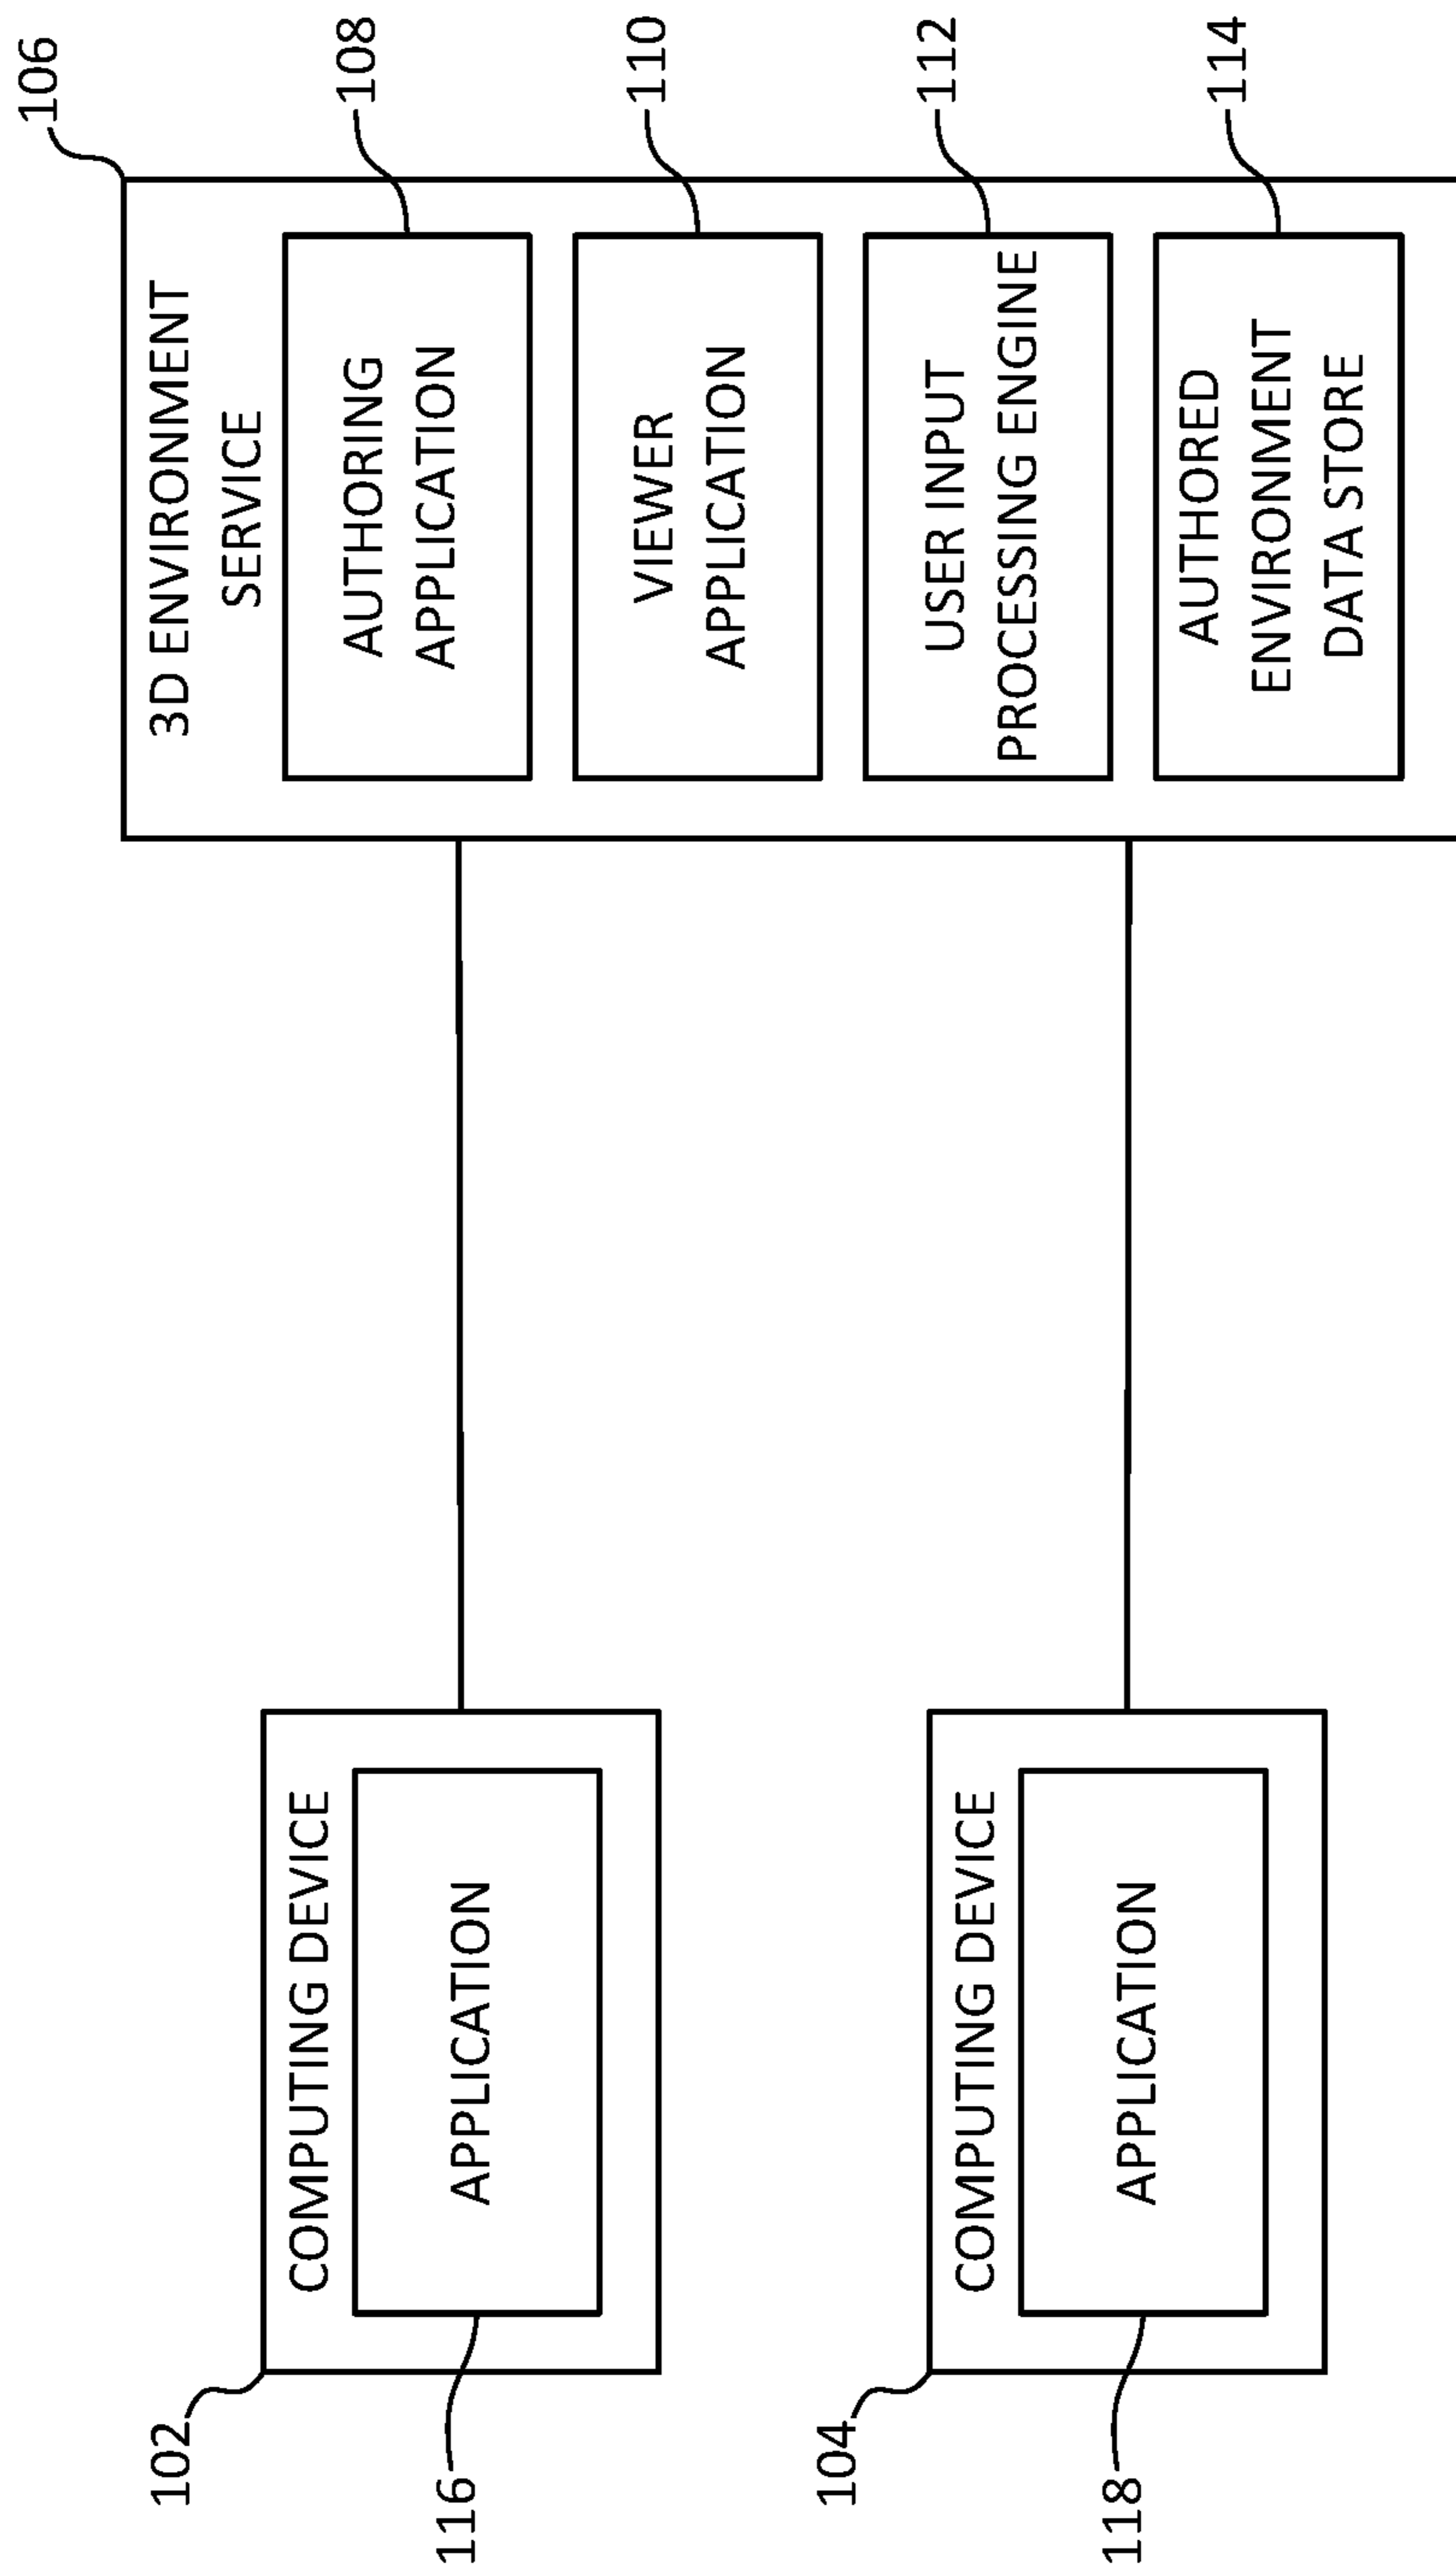 102
COMPUTING DEVICE
APPLICATION
116
104
COMPUTING DEVICE
APPLICATION
118
106
3D ENVIRONMENT
SERVICE
AUTHORING
APPLICATION
108
VIEWER
APPLICATION
110
USER INPUT
PROCESSING ENGINE
112
AUTHORED
ENVIRONMENT
DATA STORE
114